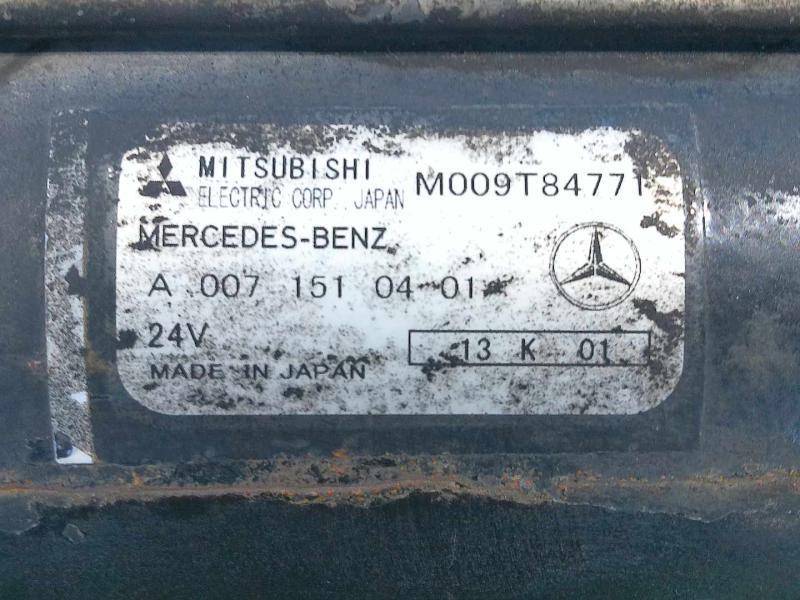 MITSUBISHI
ELECTRIC CORP. JAPAN
M009T84771
MERCEDES-BENZ
A 007 151 04 01
24V
13 K 01
MADE IN JAPAN